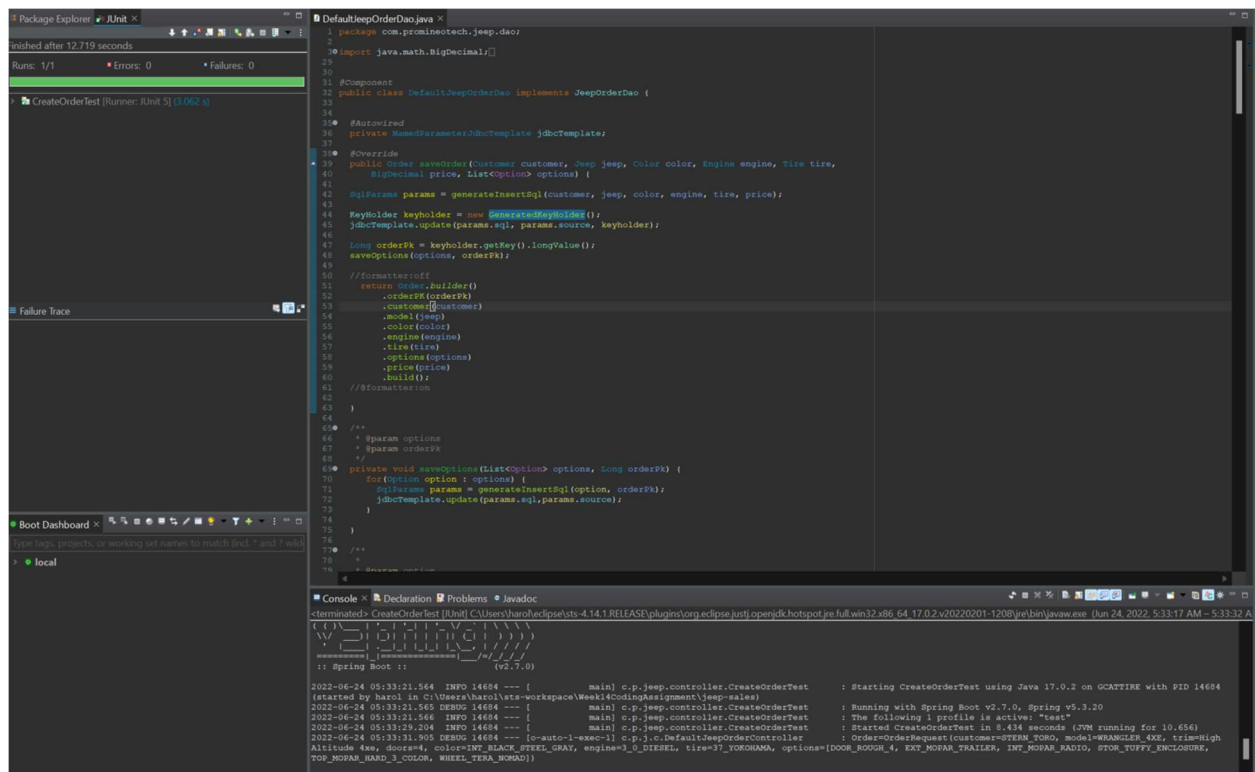 Package Explorer JUnit ×
Finished after 12.719 seconds
Runs: 1/1 Errors: 0 Failures: 0
CreateOrderTest [Runner: JUnit 5] (3.062 s)
Failure Trace
Boot Dashboard ×
Type tags, projects, or working set names to match (incl. * and ? wild
local
DefaultJeepOrderDao.java ×
1 package com.promineotech.jeep.dao;
2
3 import java.math.BigDecimal;
29
30
31 @Component
32 public class DefaultJeepOrderDao implements JeepOrderDao {
33
34
35 @Autowired
36 private NamedParameterJdbcTemplate jdbcTemplate;
37
38 @Override
39 public Order saveOrder(Customer customer, Jeep jeep, Color color, Engine engine, Tire tire,
40 BigDecimal price, List<Option> options) {
41
42 SqlParams params = generateInsertSql(customer, jeep, color, engine, tire, price);
43
44 KeyHolder keyholder = new GeneratedKeyHolder();
45 jdbcTemplate.update(params.sql, params.source, keyholder);
46
47 Long orderPk = keyholder.getKey().longValue();
48 saveOptions(options, orderPk);
49
50 //formatter:off
51 return Order.builder()
52 .orderPK(orderPk)
53 .customer(customer)
54 .model(jeep)
55 .color(color)
56 .engine(engine)
57 .tire(tire)
58 .options(options)
59 .price(price)
60 .build();
61 //@formatter:on
62
63 }
64
65 /**
66 * @param options
67 * @param orderPk
68 */
69 private void saveOptions(List<Option> options, Long orderPk) {
70 for(Option option : options) {
71 SqlParams params = generateInsertSql(option, orderPk);
72 jdbcTemplate.update(params.sql,params.source);
73 }
74
75 }
76
77 /**
78 *
79 * @param option
Console × Declaration Problems Javadoc
<terminated> CreateOrderTest [JUnit] C:\Users\harol\eclipse\sts-4.14.1.RELEASE\plugins\org.eclipse.justj.openjdk.hotspot.jre.full.win32.x86_64_17.0.2.v20220201-1208\jre\bin\javaw.exe (Jun 24, 2022, 5:33:17 AM – 5:33:32 A
:: Spring Boot :: (v2.7.0)
2022-06-24 05:33:21.564 INFO 14684 --- [ main] c.p.jeep.controller.CreateOrderTest : Starting CreateOrderTest using Java 17.0.2 on GCATTIRE with PID 14684
(started by harol in C:\Users\harol\sts-workspace\Week14CodingAssignment\jeep-sales)
2022-06-24 05:33:21.565 DEBUG 14684 --- [ main] c.p.jeep.controller.CreateOrderTest : Running with Spring Boot v2.7.0, Spring v5.3.20
2022-06-24 05:33:21.566 INFO 14684 --- [ main] c.p.jeep.controller.CreateOrderTest : The following 1 profile is active: "test"
2022-06-24 05:33:29.204 INFO 14684 --- [ main] c.p.jeep.controller.CreateOrderTest : Started CreateOrderTest in 8.434 seconds (JVM running for 10.656)
2022-06-24 05:33:31.905 DEBUG 14684 --- [o-auto-1-exec-1] c.p.j.c.DefaultJeepOrderController : Order=OrderRequest(customer=STERN_TORO, model=WRANGLER_4XE, trim=High
Altitude 4xe, doors=4, color=INT_BLACK_STEEL_GRAY, engine=3_0_DIESEL, tire=37_YOKOHAMA, options=[DOOR_ROUGH_4, EXT_MOPAR_TRAILER, INT_MOPAR_RADIO, STOR_TUFFY_ENCLOSURE,
TOP_MOPAR_HARD_3_COLOR, WHEEL_TERA_NOMAD])